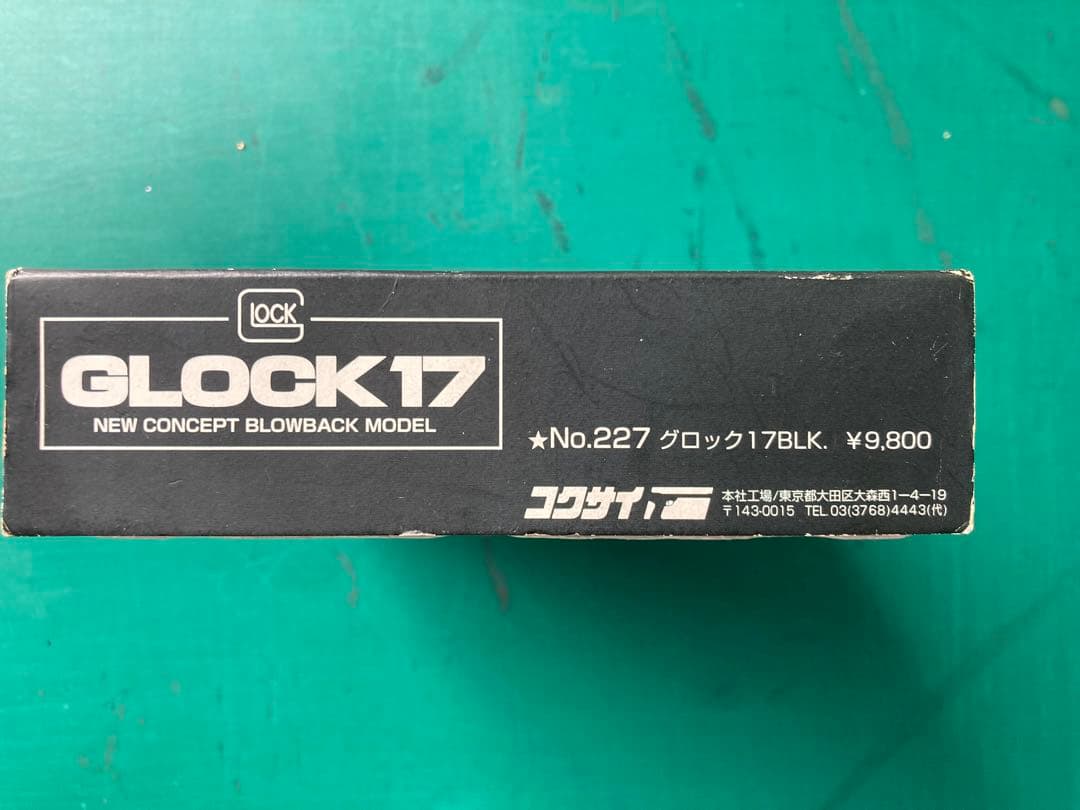 GLOCK
GLOCK17
NEW CONCEPT BLOWBACK MODEL
★No.227 グロック17BLK. ¥9,800
コクサイ
本社工場/東京都大田区大森西1-4-19
〒143-0015 TEL 03(3768)4443(代)